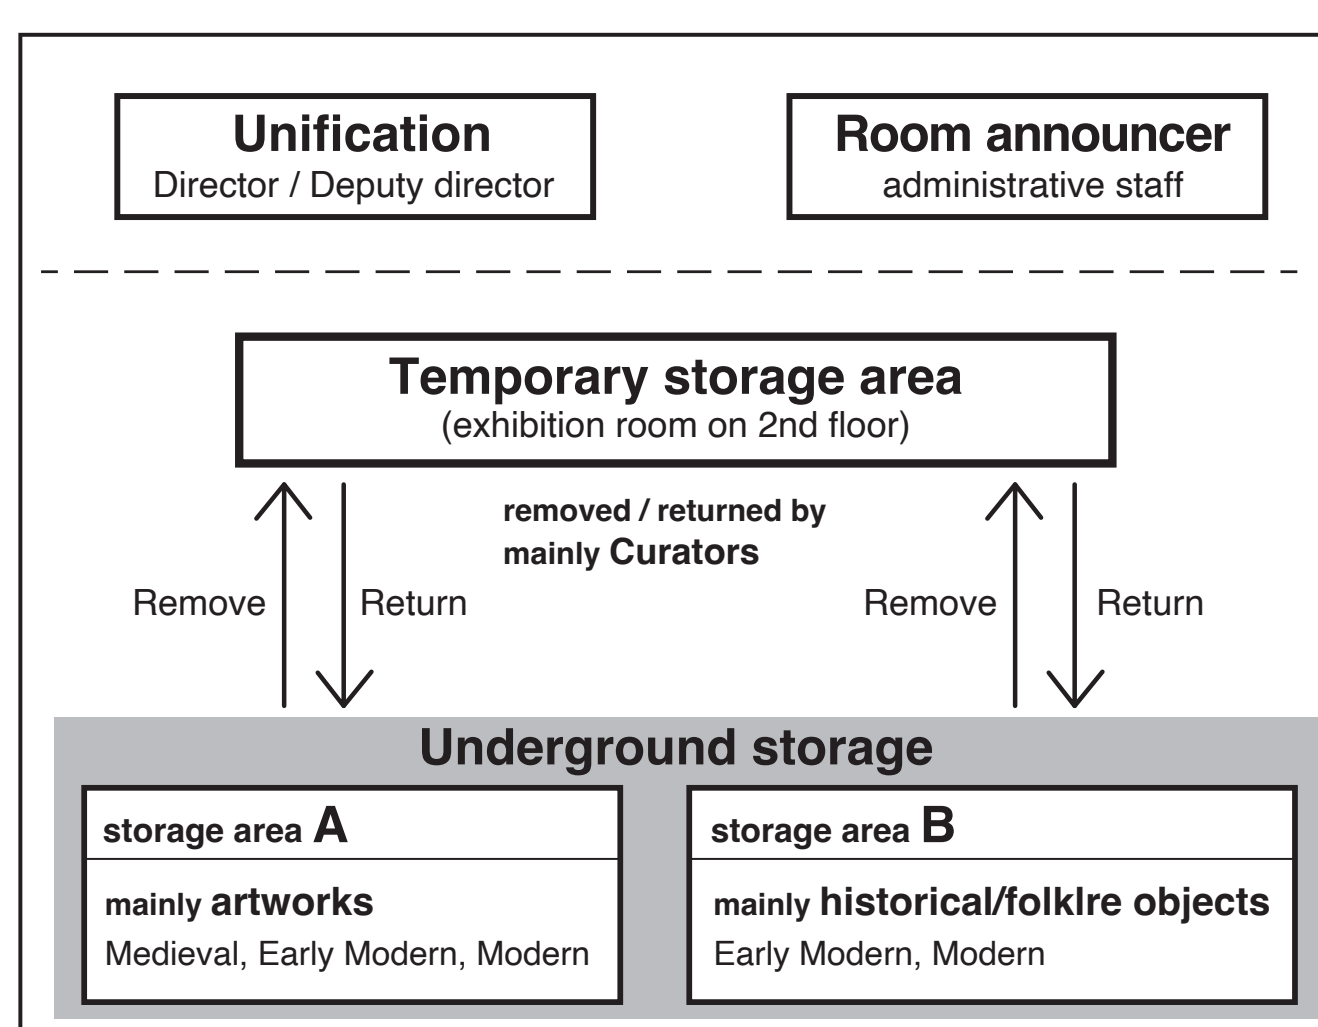 Unification
Director / Deputy director
Room announcer
administrative staff
Temporary storage area
(exhibition room on 2nd floor)
removed / returned by
mainly Curators
Remove
Return
Remove
Return
Underground storage
storage area A
mainly artworks
Medieval, Early Modern, Modern
storage area B
mainly historical/folklre objects
Early Modern, Modern